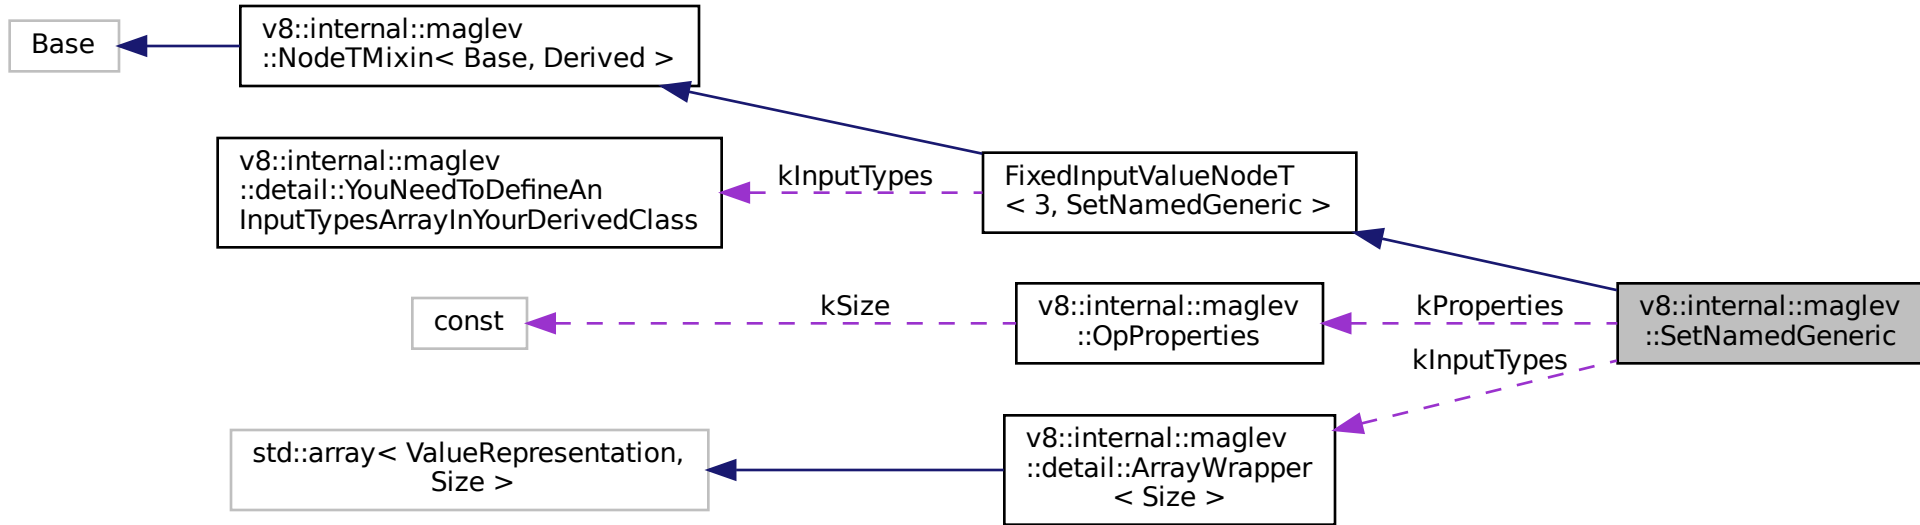 Base
v8::internal::maglev
::NodeTMixin< Base, Derived >
v8::internal::maglev
::detail::YouNeedToDefineAn
InputTypesArrayInYourDerivedClass
kInputTypes
FixedInputValueNodeT
< 3, SetNamedGeneric >
const
kSize
v8::internal::maglev
::OpProperties
kProperties
v8::internal::maglev
::SetNamedGeneric
kInputTypes
std::array< ValueRepresentation,
Size >
v8::internal::maglev
::detail::ArrayWrapper
< Size >